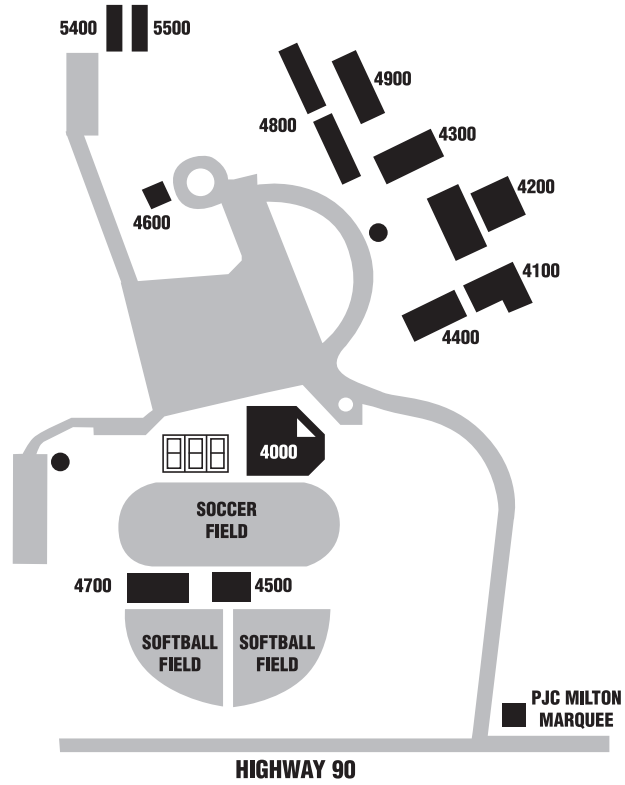 5400
5500
4900
4800
4300
4200
4600
4100
4400
4000
SOCCER
FIELD
4700
4500
SOFTBALL
FIELD
SOFTBALL
FIELD
PJC MILTON
MARQUEE
HIGHWAY 90